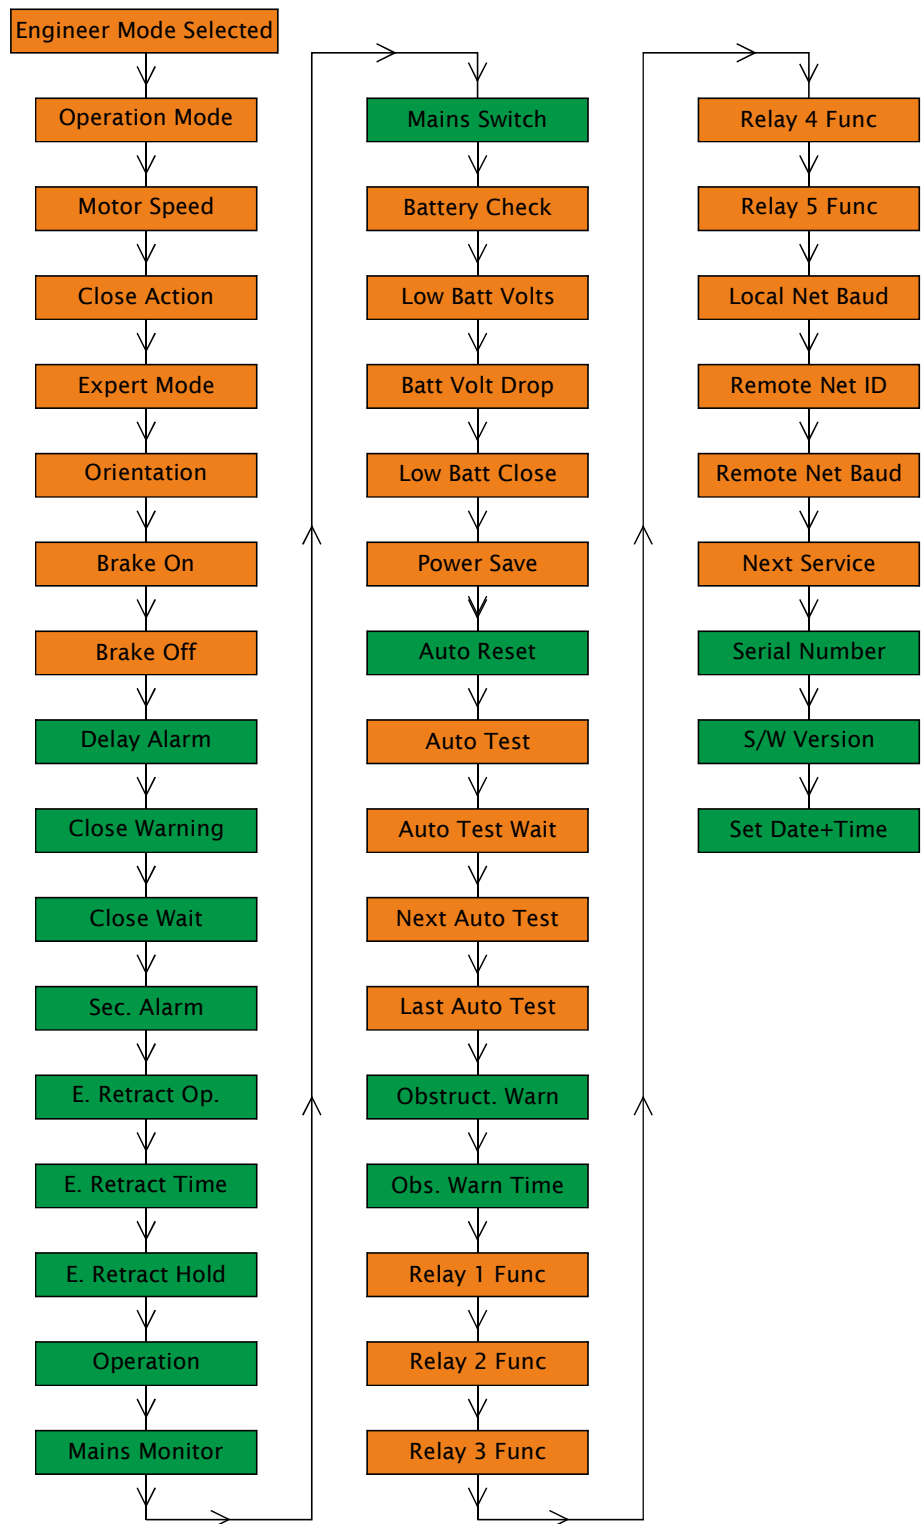 Engineer Mode Selected
Operation Mode
Motor Speed
Close Action
Expert Mode
Orientation
Brake On
Brake Off
Delay Alarm
Close Warning
Close Wait
Sec. Alarm
E. Retract Op.
E. Retract Time
E. Retract Hold
Operation
Mains Monitor
Mains Switch
Battery Check
Low Batt Volts
Batt Volt Drop
Low Batt Close
Power Save
Auto Reset
Auto Test
Auto Test Wait
Next Auto Test
Last Auto Test
Obstruct. Warn
Obs. Warn Time
Relay 1 Func
Relay 2 Func
Relay 3 Func
Relay 4 Func
Relay 5 Func
Local Net Baud
Remote Net ID
Remote Net Baud
Next Service
Serial Number
S/W Version
Set Date+Time